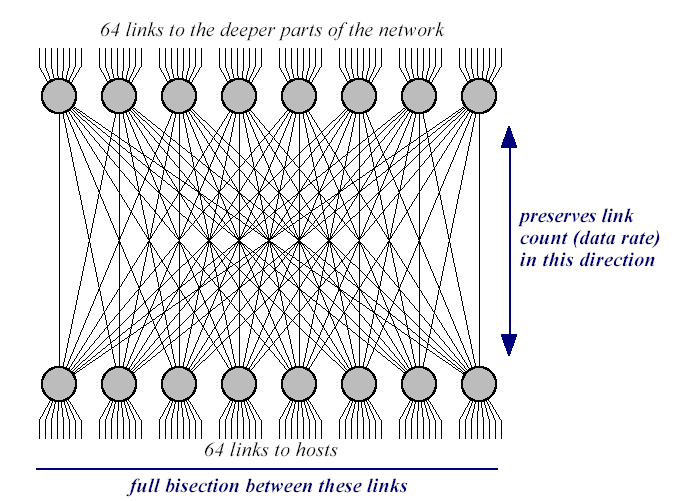 64 links to the deeper parts of the network
preserves link
count (data rate)
in this direction
64 links to hosts
full bisection between these links